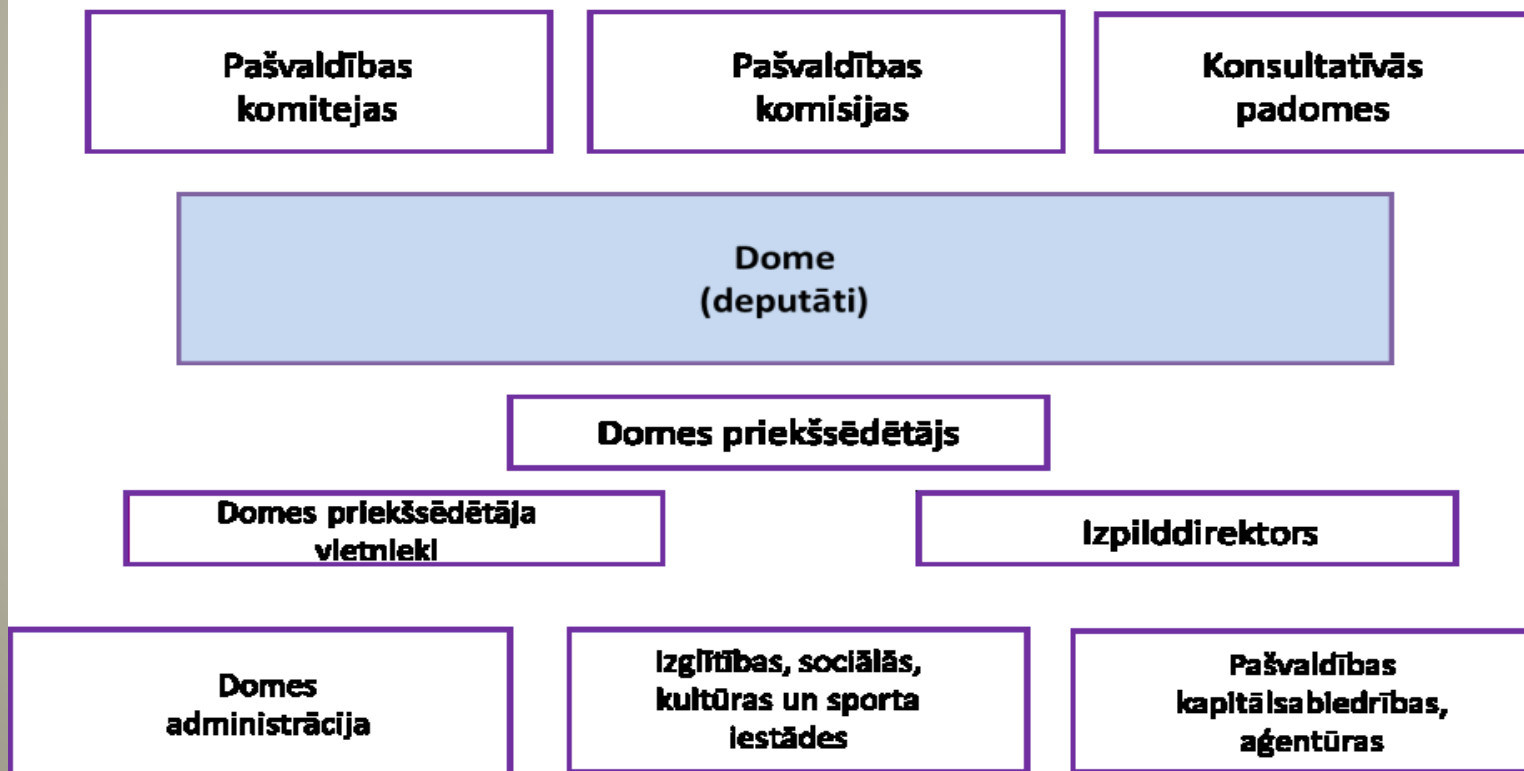 Pašvaldības
komitejas
Pašvaldības
komisijas
Konsultatīvās
padomes
Dome
(deputāti)
Domes priekšsēdētājs
Domes priekšsēdētāja
vietnieki
Izpilddirektors
Domes
administrācija
Izglītības, sociālās,
kultūras un sporta
iestādes
Pašvaldības
kapitālsabiedrības,
aģentūras